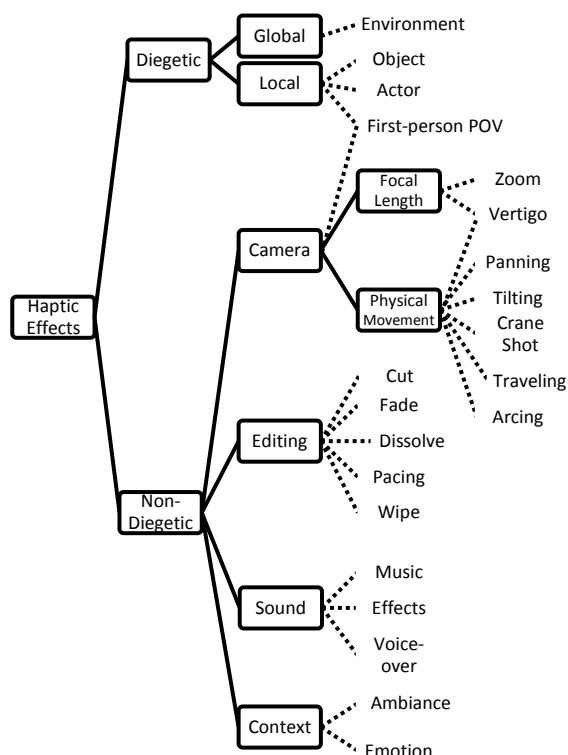 Global
Environment
Diegetic
Object
Local
Actor
First-person POV
Focal
Length
Zoom
Vertigo
Camera
Panning
Haptic
Effects
Physical
Movement
Tilting
Crane
Shot
Traveling
Arcing
Cut
Fade
Editing
Dissolve
Pacing
Wipe
Non-
Diegetic
Music
Sound
Effects
Voice-
over
Ambiance
Context
Emotion